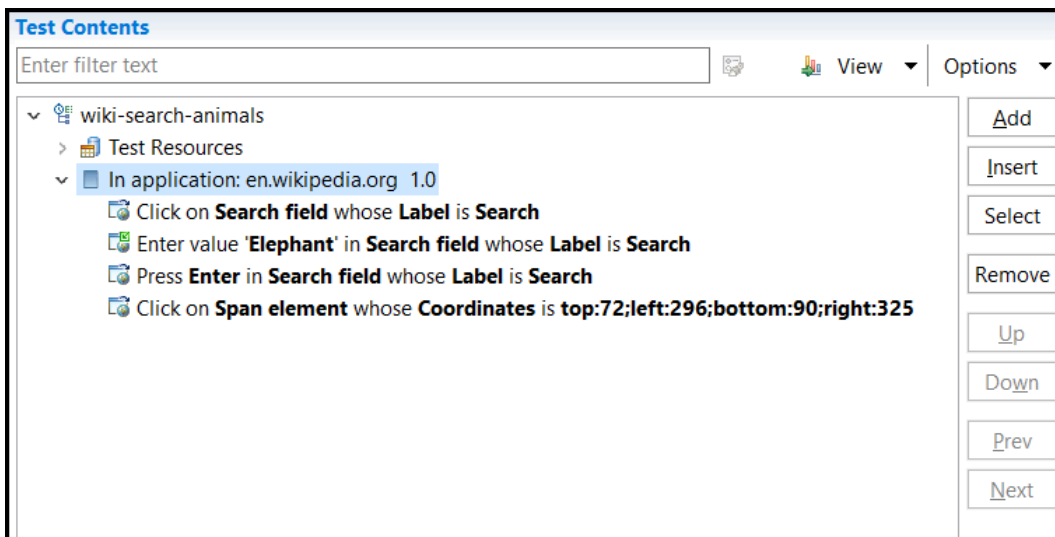 Test Contents
Enter filter text
View
Options
wiki-search-animals
Test Resources
In application: en.wikipedia.org 1.0
Click on Search field whose Label is Search
Enter value 'Elephant' in Search field whose Label is Search
Press Enter in Search field whose Label is Search
Click on Span element whose Coordinates is top:72;left:296;bottom:90;right:325
Add
Insert
Select
Remove
Up
Down
Prev
Next